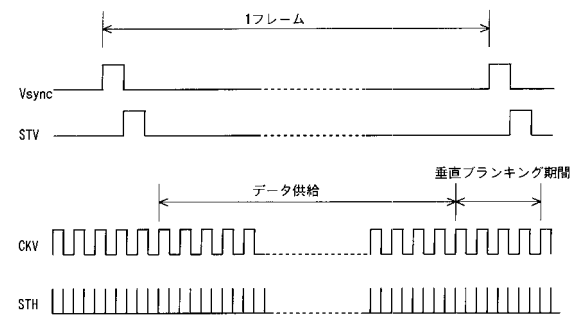 1フレーム
Vsync
STV
垂直ブランキング期間
データ供給
CKV
STH